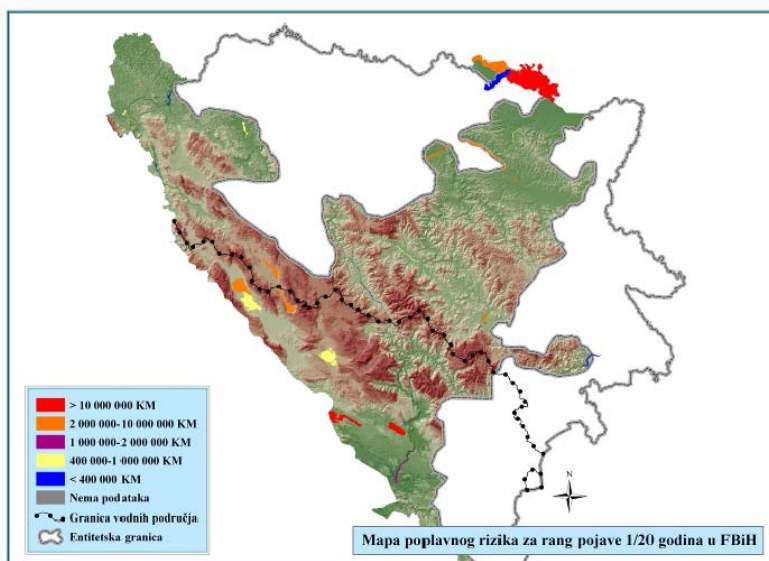 > 10 000 000 KM
2 000 000-10 000 000 KM
1 000 000-2 000 000 KM
400 000-1 000 000 KM
< 400 000 KM
Nema podataka
Granica vodnih područja
Entitetska granica
N
Mapa poplavnog rizika za rang pojave 1/20 godina u FBiH